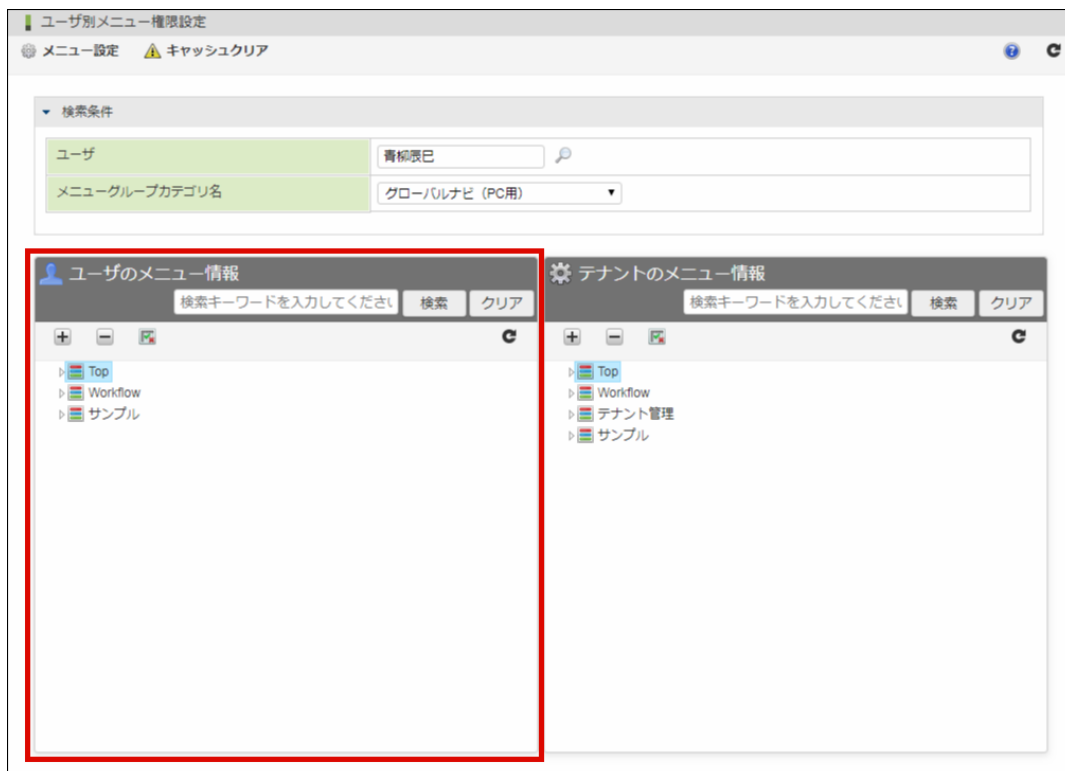 ユーザ別メニュー権限設定
メニュー設定 キャッシュクリア
検索条件
ユーザ 青柳辰巳
メニューグループカテゴリ名 グローバルナビ（PC用）
ユーザのメニュー情報
検索キーワードを入力してくださ 検索 クリア
Top
Workflow
サンプル
テナントのメニュー情報
検索キーワードを入力してくださ 検索 クリア
Top
Workflow
テナント管理
サンプル